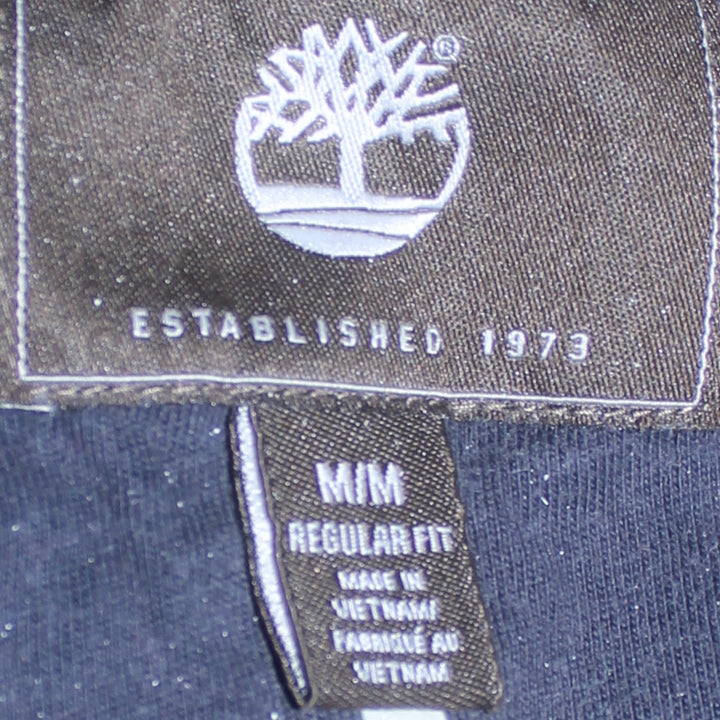 ®
ESTABLISHED 1973
M/M
REGULAR FIT
MADE IN
VIETNAM/
FABRIQUÉ AU
VIETNAM